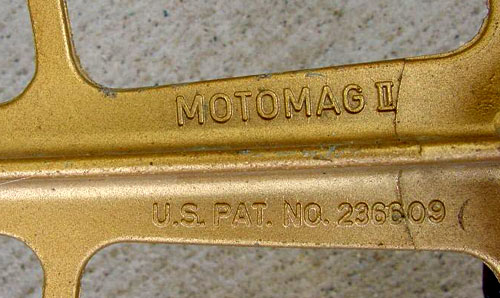 MOTOMAG II
U.S. PAT. NO. 236609